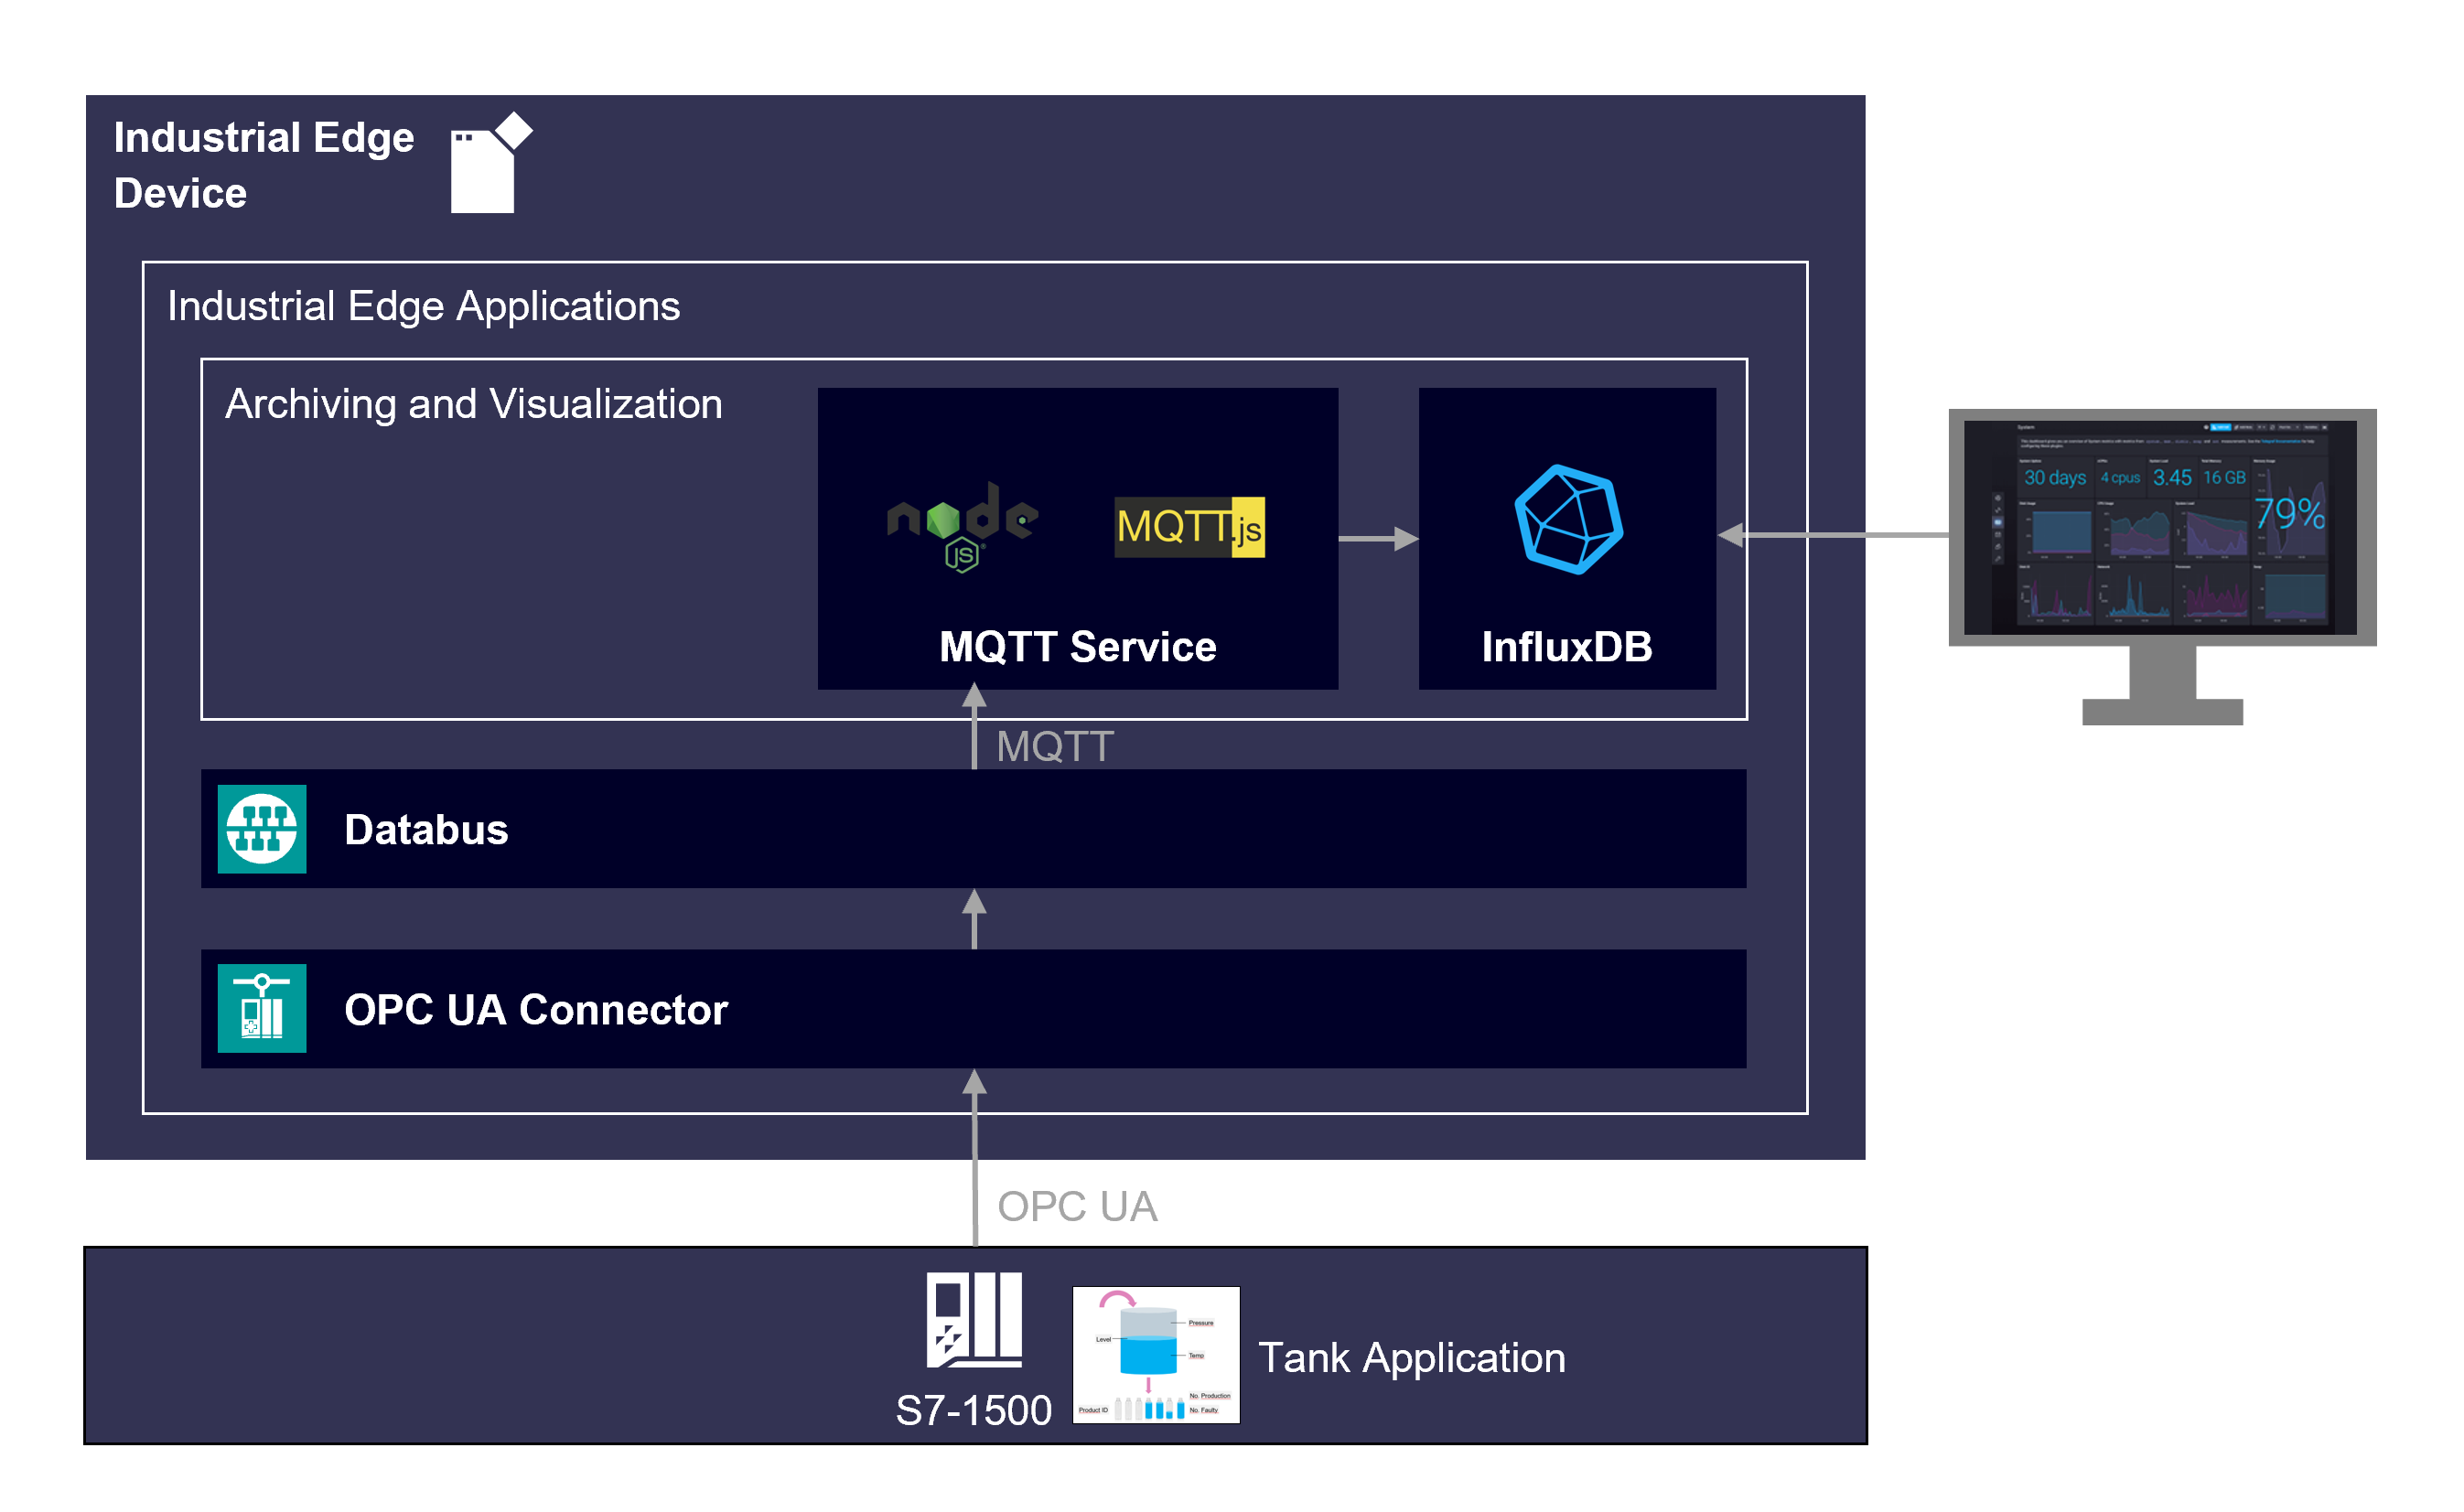 Industrial Edge
Device
Industrial Edge Applications
Archiving and Visualization
node
JS
MQTT.js
MQTT Service
InfluxDB
System
30 days
4 cpus
3.45
16 GB
79%
MQTT
Databus
OPC UA Connector
OPC UA
S7-1500
Pressure
Level
Temp
No. Production
Product ID
No. Faulty
Tank Application